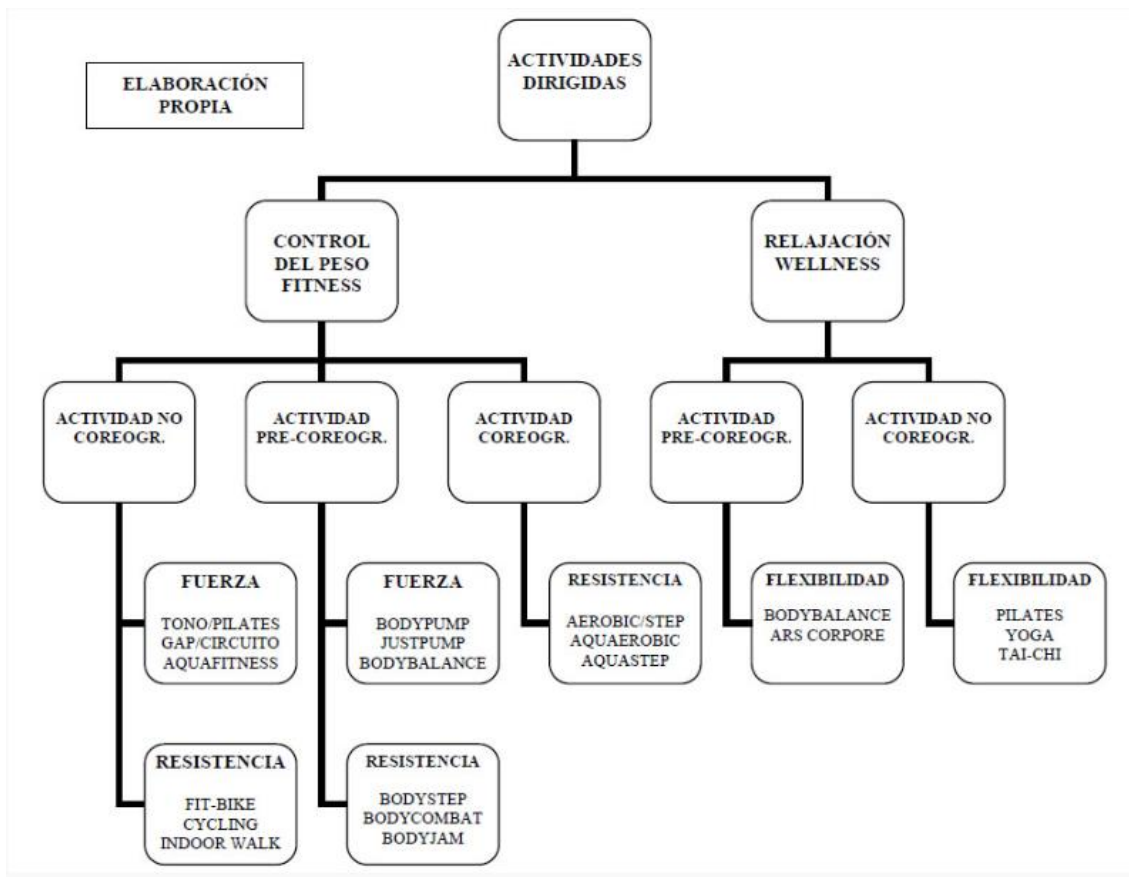 ACTIVIDADES
DIRIGIDAS
ELABORACIÓN
PROPIA
CONTROL
DEL PESO
FITNESS
RELAJACIÓN
WELLNESS
ACTIVIDAD NO
COREOGR.
ACTIVIDAD
PRE-COREOGR.
ACTIVIDAD
COREOGR.
ACTIVIDAD
PRE-COREOGR.
ACTIVIDAD NO
COREOGR.
FUERZA
TONO/PILATES
GAP/CIRCUITO
AQUAFITNESS
FUERZA
BODYPUMP
JUSTPUMP
BODYBALANCE
RESISTENCIA
AEROBIC/STEP
AQUAEROBIC
AQUASTEP
FLEXIBILIDAD
BODYBALANCE
ARS CORPORE
FLEXIBILIDAD
PILATES
YOGA
TAI-CHI
RESISTENCIA
FIT-BIKE
CYCLING
INDOOR WALK
RESISTENCIA
BODYSTEP
BODYCOMBAT
BODYJAM